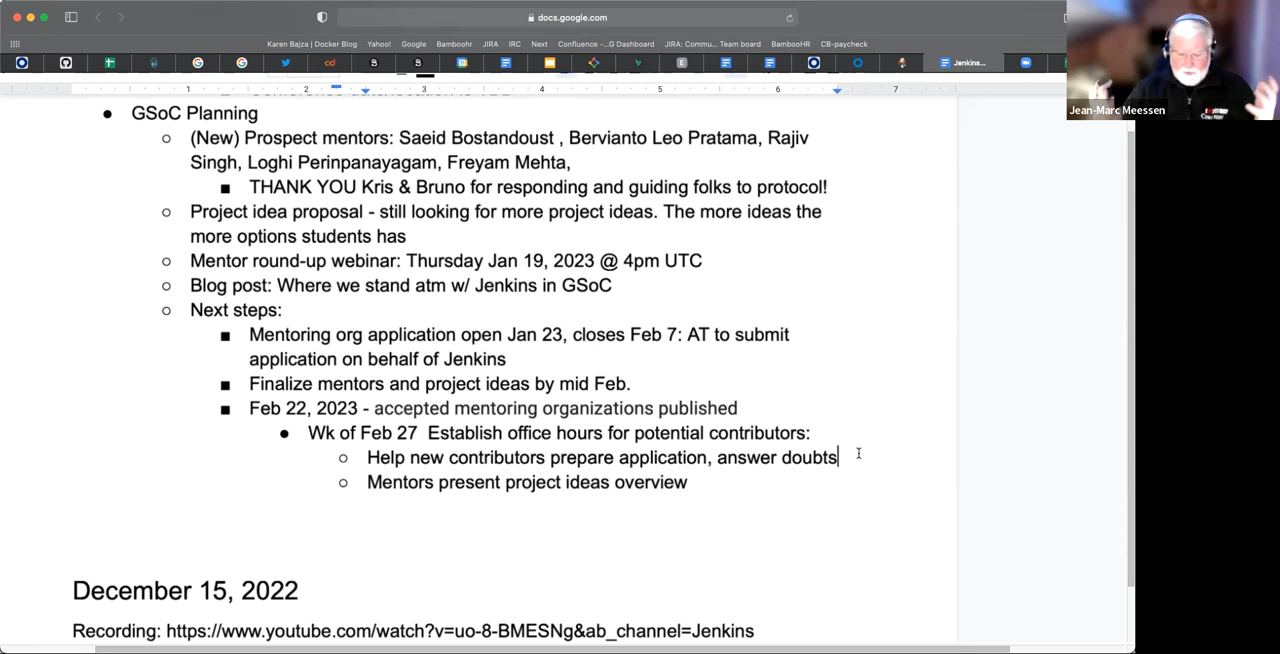 docs.google.com
Karen Bajza | Docker Blog Yahoo! Google Bamboohr JIRA IRC Next Confluence -...G Dashboard JIRA: Commu... Team board BambooHR CB-paycheck
Jenkins...
Jean-Marc Meessen
1 2 3 4 5 6 7
● GSoC Planning
○ (New) Prospect mentors: Saeid Bostandoust , Bervianto Leo Pratama, Rajiv
Singh, Loghi Perinpanayagam, Freyam Mehta,
■ THANK YOU Kris & Bruno for responding and guiding folks to protocol!
○ Project idea proposal - still looking for more project ideas. The more ideas the
more options students has
○ Mentor round-up webinar: Thursday Jan 19, 2023 @ 4pm UTC
○ Blog post: Where we stand atm w/ Jenkins in GSoC
○ Next steps:
■ Mentoring org application open Jan 23, closes Feb 7: AT to submit
application on behalf of Jenkins
■ Finalize mentors and project ideas by mid Feb.
■ Feb 22, 2023 - accepted mentoring organizations published
● Wk of Feb 27 Establish office hours for potential contributors:
○ Help new contributors prepare application, answer doubts
○ Mentors present project ideas overview
December 15, 2022
Recording: https://www.youtube.com/watch?v=uo-8-BMESNg&ab_channel=Jenkins